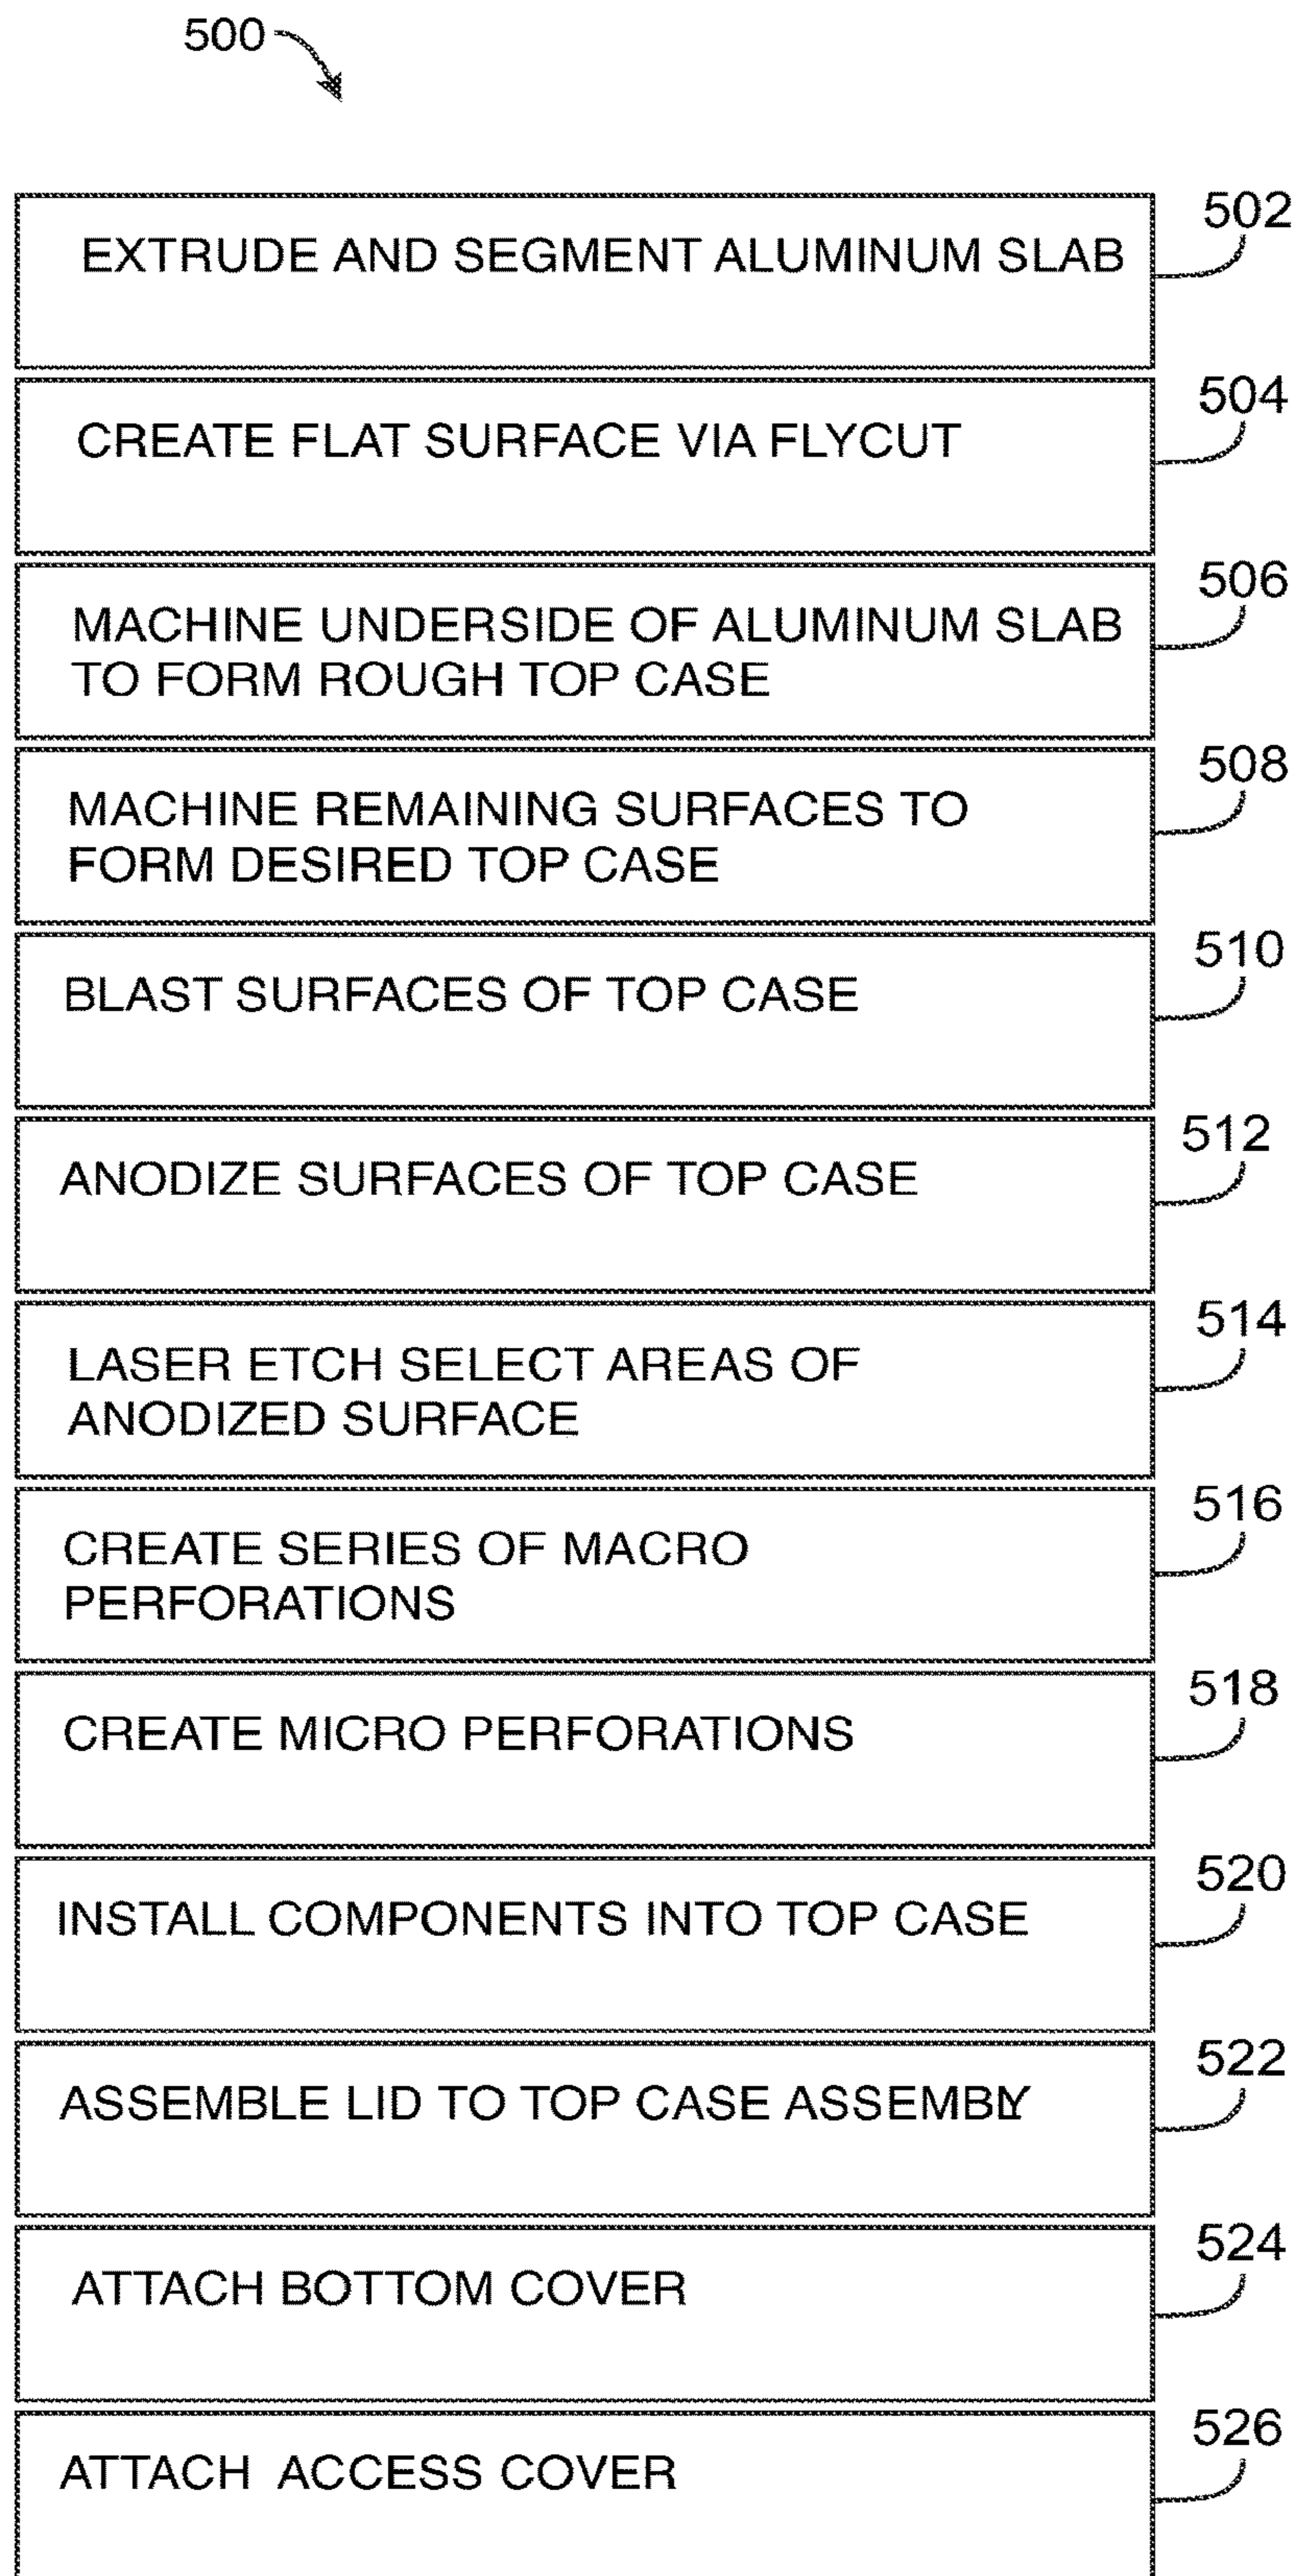 500
EXTRUDE AND SEGMENT ALUMINUM SLAB
502
CREATE FLAT SURFACE VIA FLYCUT
504
MACHINE UNDERSIDE OF ALUMINUM SLAB
TO FORM ROUGH TOP CASE
506
MACHINE REMAINING SURFACES TO
FORM DESIRED TOP CASE
508
BLAST SURFACES OF TOP CASE
510
ANODIZE SURFACES OF TOP CASE
512
LASER ETCH SELECT AREAS OF
ANODIZED SURFACE
514
CREATE SERIES OF MACRO
PERFORATIONS
516
CREATE MICRO PERFORATIONS
518
INSTALL COMPONENTS INTO TOP CASE
520
ASSEMBLE LID TO TOP CASE ASSEMBLY
522
ATTACH BOTTOM COVER
524
ATTACH ACCESS COVER
526